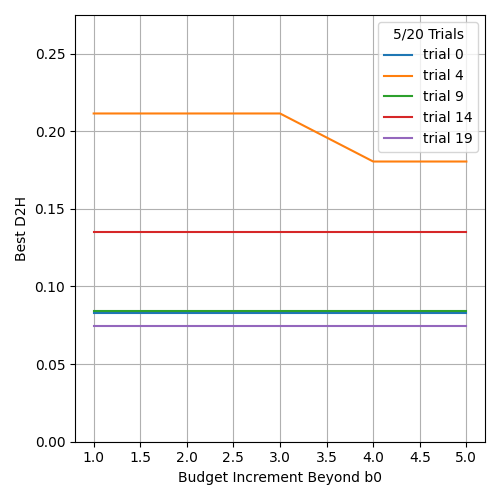 5/20 Trials
trial 0
trial 4
trial 9
trial 14
trial 19
Best D2H
0.25
0.20
0.15
0.10
0.05
0.00
1.0 1.5 2.0 2.5 3.0 3.5 4.0 4.5 5.0
Budget Increment Beyond b0